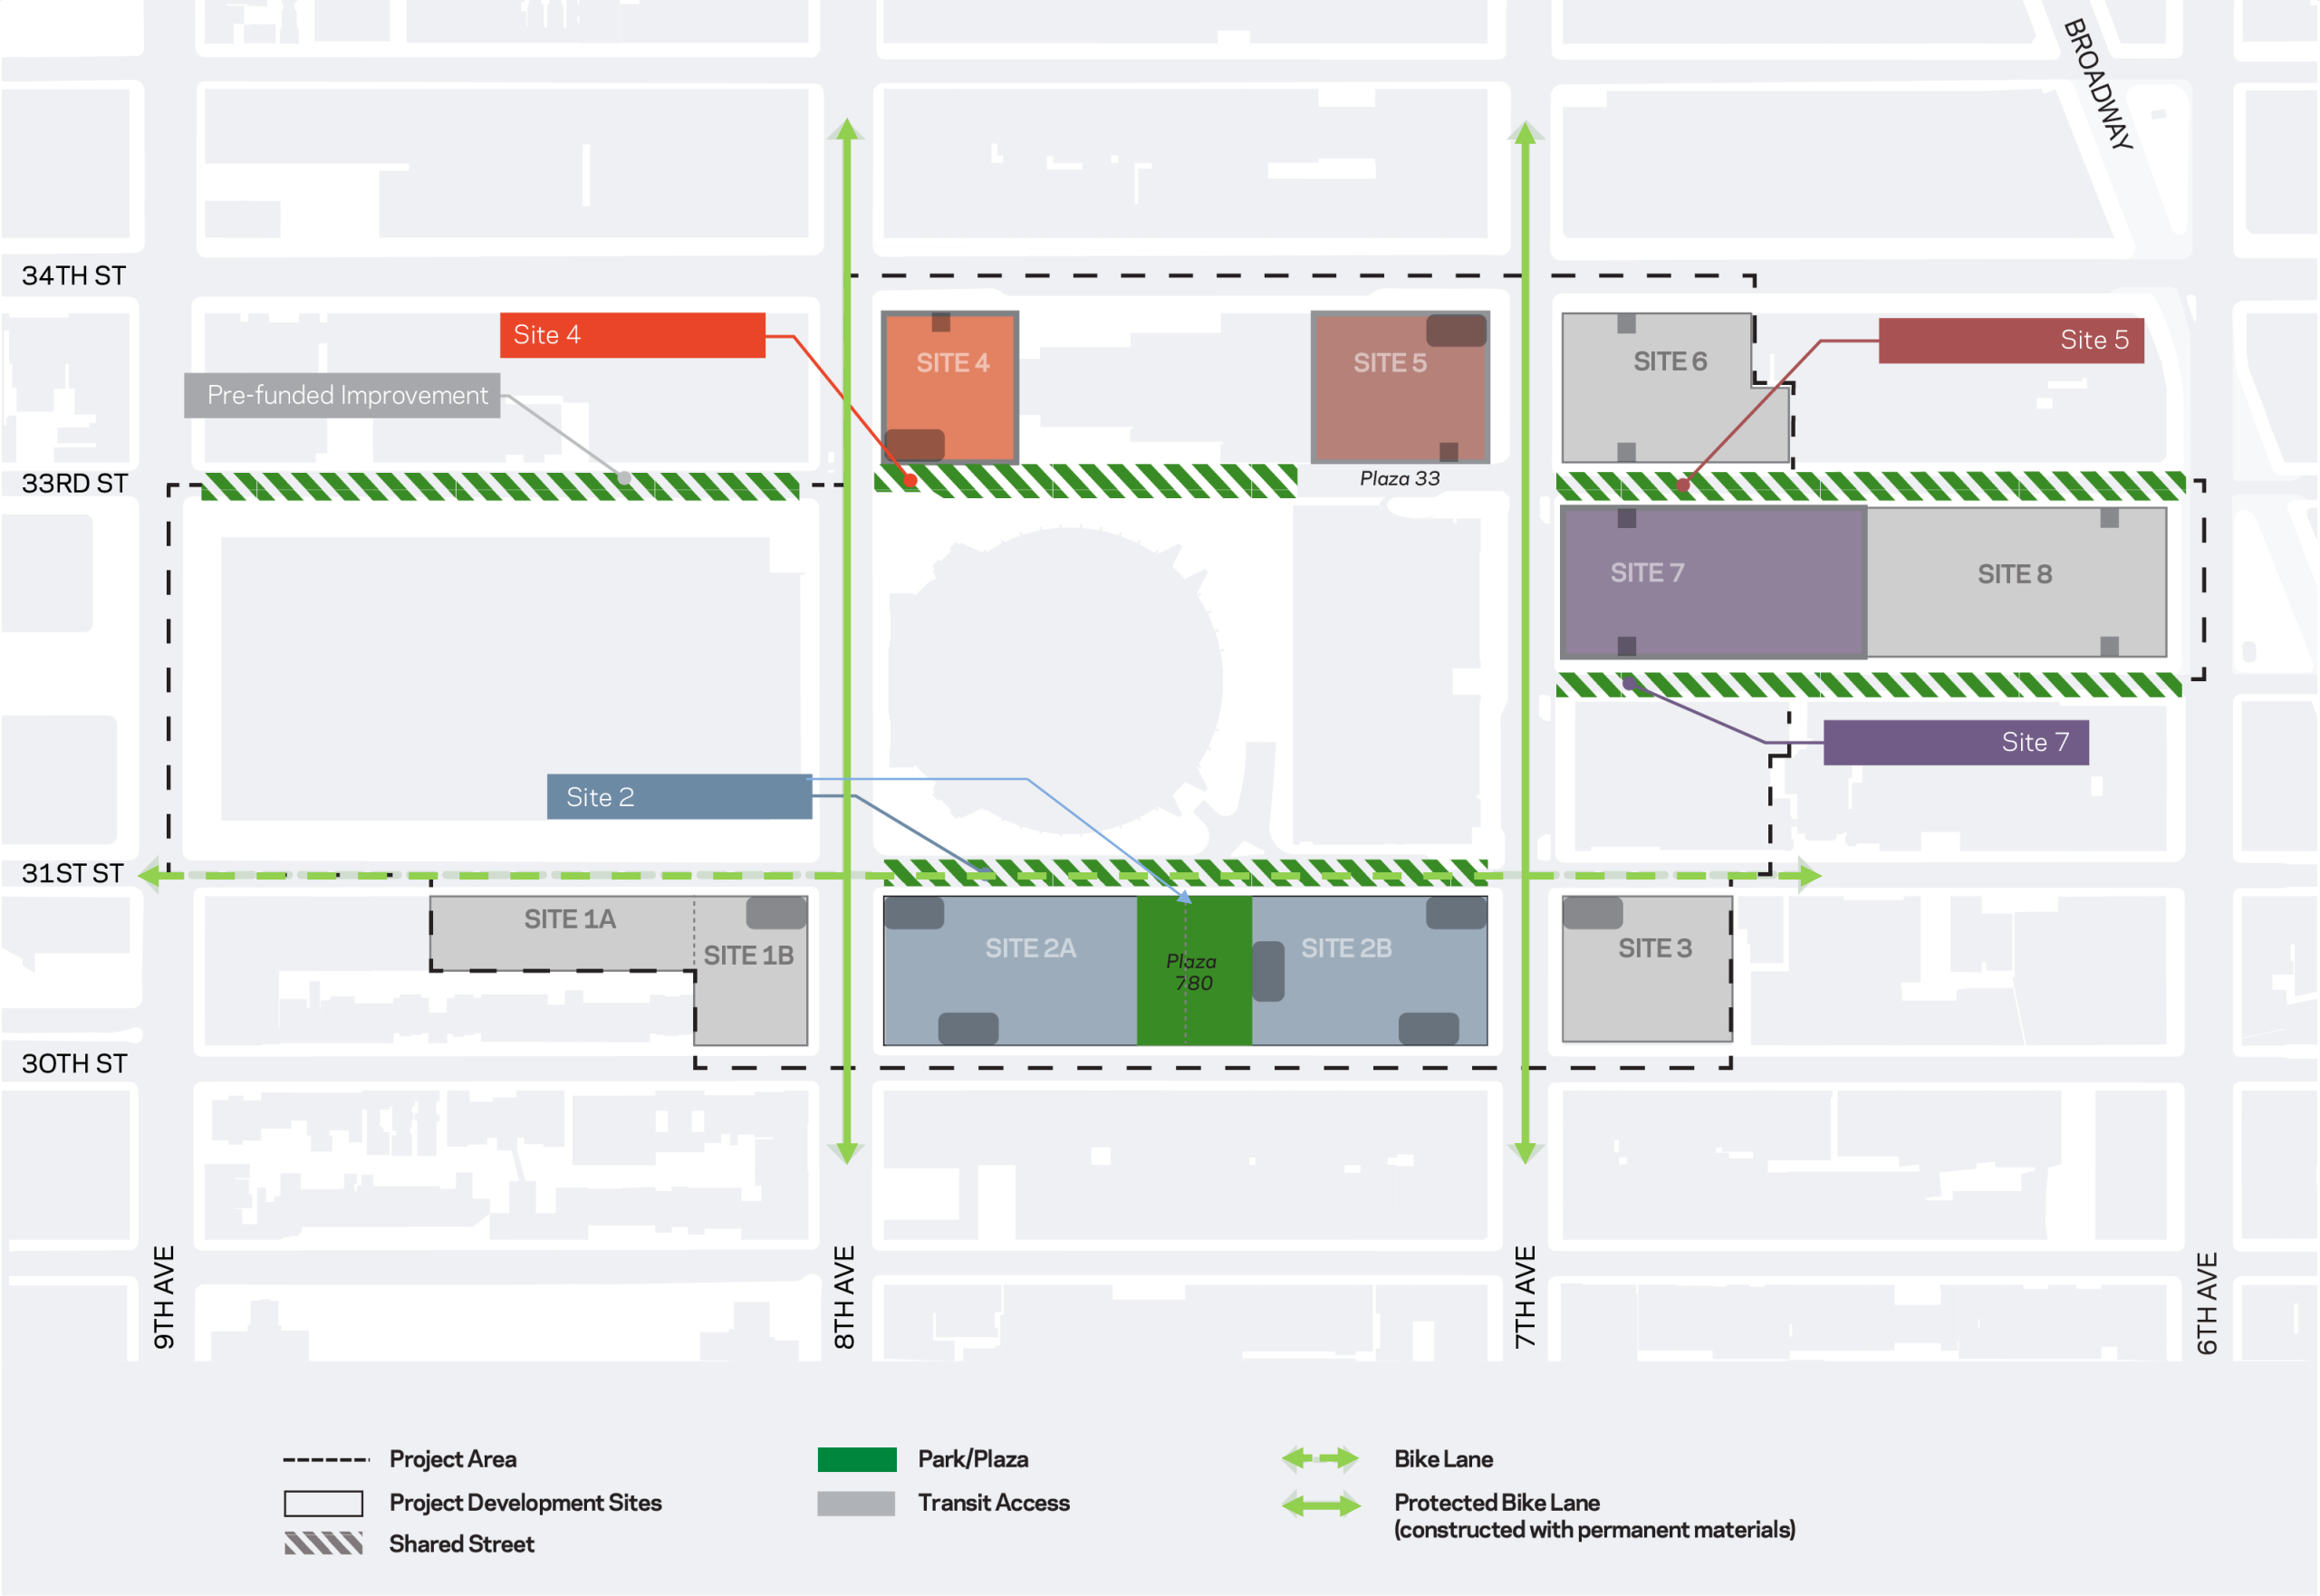 BROADWAY
34TH ST
Site 4
SITE 4
SITE 5
SITE 6
Site 5
Pre-funded Improvement
33RD ST
Plaza 33
SITE 7
SITE 8
Site 7
Site 2
31ST ST
SITE 1A
SITE 1B
SITE 2A
Plaza
780
SITE 2B
SITE 3
30TH ST
9TH AVE
8TH AVE
7TH AVE
6TH AVE
Project Area
Project Development Sites
Shared Street
Park/Plaza
Transit Access
Bike Lane
Protected Bike Lane
(constructed with permanent materials)